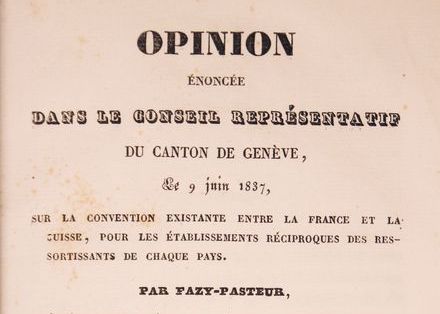 OPINION
ÉNONCÉE
DANS LE CONSEIL REPRÉSENTATIF
DU CANTON DE GENÈVE,
Le 9 juin 1837,
SUR LA CONVENTION EXISTANTE ENTRE LA FRANCE ET LA
SUISSE, POUR LES ÉTABLISSEMENTS RÉCIPROQUES DES RES-
SORTISSANTS DE CHAQUE PAYS.
PAR FAZY-PASTEUR,